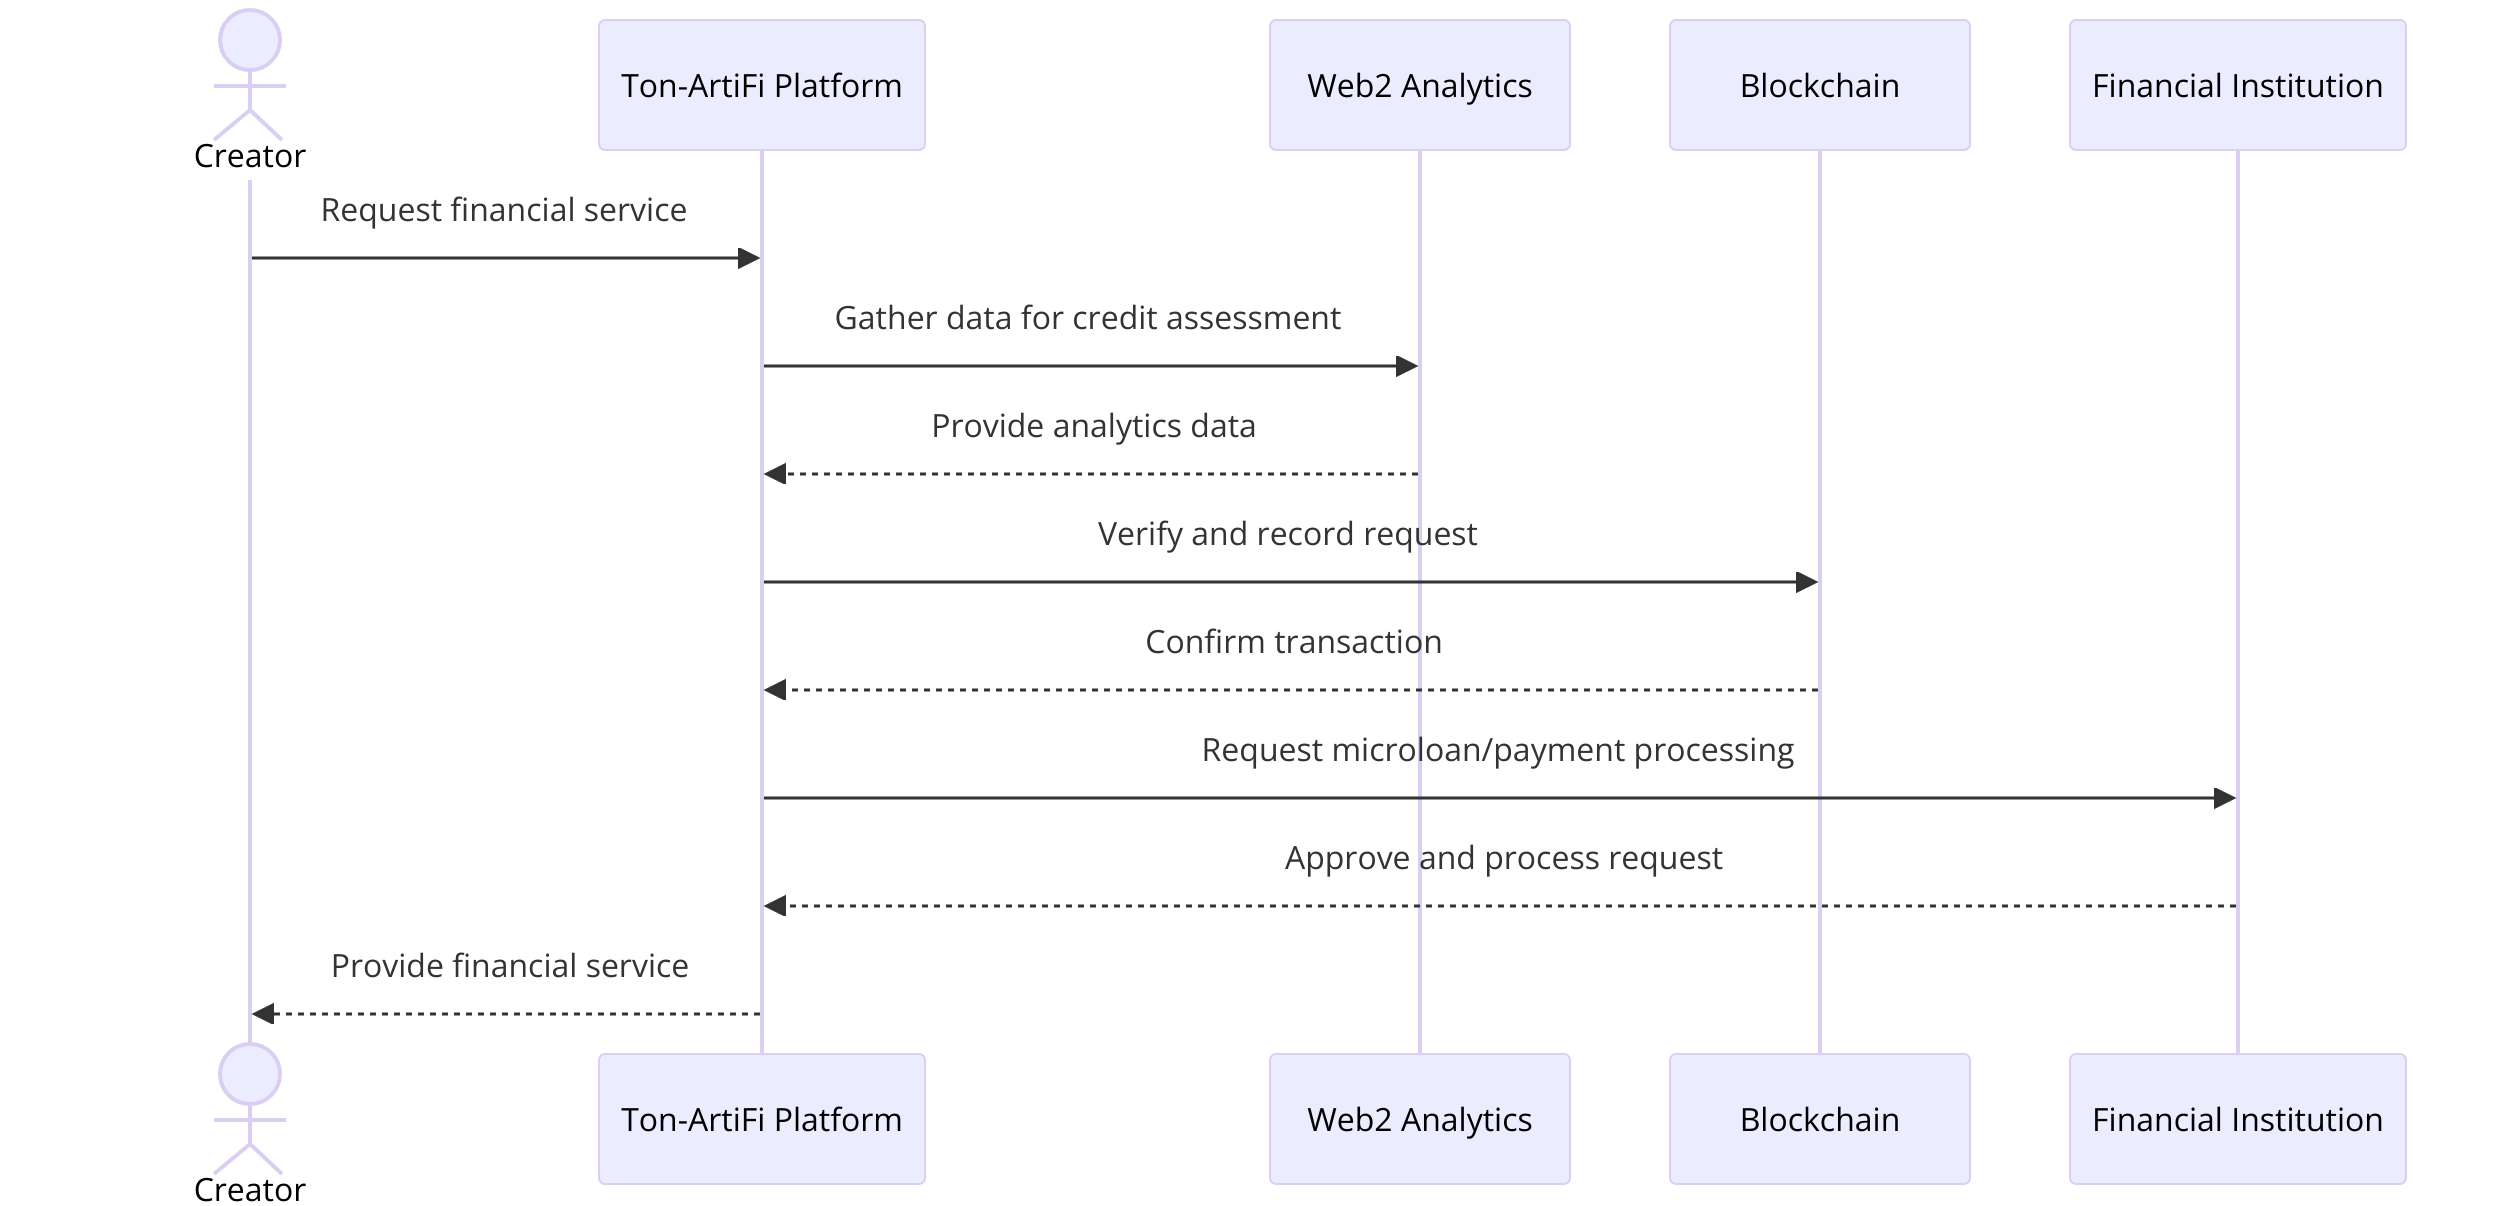 Creator
Ton-ArtiFi Platform
Web2 Analytics
Blockchain
Financial Institution
Request financial service
Gather data for credit assessment
Provide analytics data
Verify and record request
Confirm transaction
Request microloan/payment processing
Approve and process request
Provide financial service
Creator
Ton-ArtiFi Platform
Web2 Analytics
Blockchain
Financial Institution